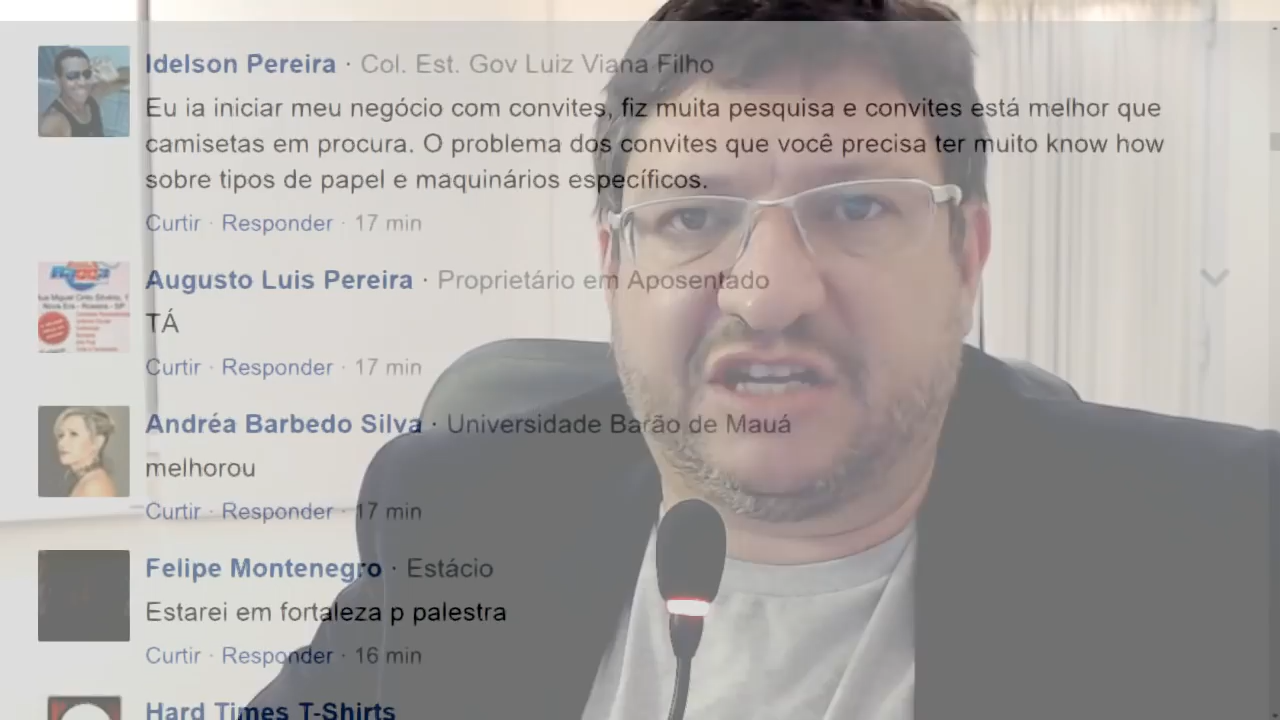 Idelson Pereira · Col. Est. Gov Luiz Viana Filho
Eu ia iniciar meu negócio com convites, fiz muita pesquisa e convites está melhor que
camisetas em procura. O problema dos convites que você precisa ter muito know how
sobre tipos de papel e maquinários específicos.
Curtir · Responder · 17 min
Augusto Luis Pereira · Proprietário em Aposentado
TÁ
Curtir · Responder · 17 min
Andréa Barbedo Silva · Universidade Barão de Mauá
melhorou
Curtir · Responder · 17 min
Felipe Montenegro · Estácio
Estarei em fortaleza p palestra
Curtir · Responder · 16 min
Hard Times T-Shirts